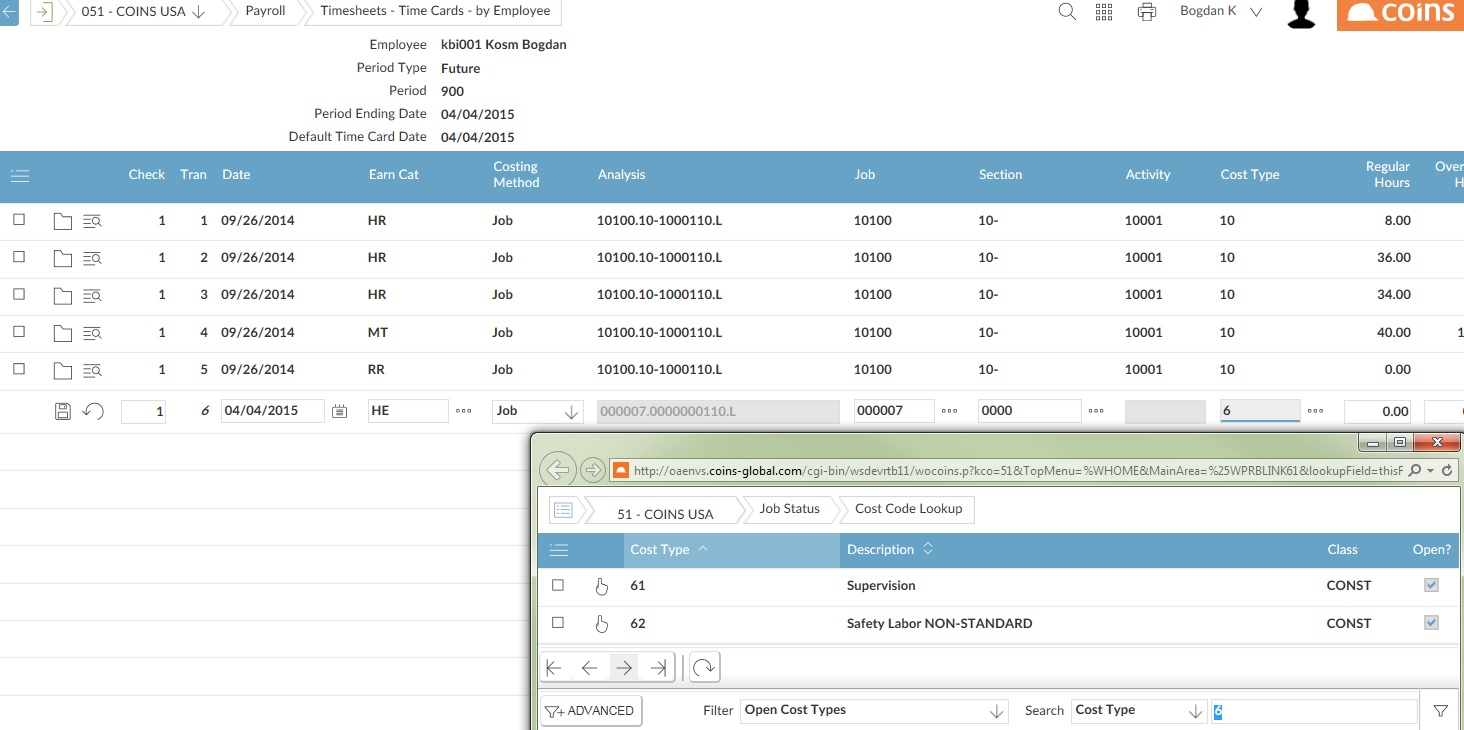 051 - COINS USA Payroll Timesheets - Time Cards - by Employee Bogdan K coins
Employee kbi001 Kosm Bogdan
Period Type Future
Period 900
Period Ending Date 04/04/2015
Default Time Card Date 04/04/2015
Check Tran Date Earn Cat Costing Method Analysis Job Section Activity Cost Type Regular Hours Over H
1 1 09/26/2014 HR Job 10100.10-1000110.L 10100 10- 10001 10 8.00
1 2 09/26/2014 HR Job 10100.10-1000110.L 10100 10- 10001 10 36.00
1 3 09/26/2014 HR Job 10100.10-1000110.L 10100 10- 10001 10 34.00
1 4 09/26/2014 MT Job 10100.10-1000110.L 10100 10- 10001 10 40.00 1
1 5 09/26/2014 RR Job 10100.10-1000110.L 10100 10- 10001 10 0.00
1 6 04/04/2015 HE Job 000007.0000000110.L 000007 0000 6 0.00
http://oaenvs.coins-global.com/cgi-bin/wsdevrtb11/wocoins.p?kco=51&TopMenu=%WHOME&MainArea=%25WPRBLINK61&lookupField=thisF
51 - COINS USA Job Status Cost Code Lookup
Cost Type Description Class Open?
61 Supervision CONST
62 Safety Labor NON-STANDARD CONST
ADVANCED Filter Open Cost Types Search Cost Type 6